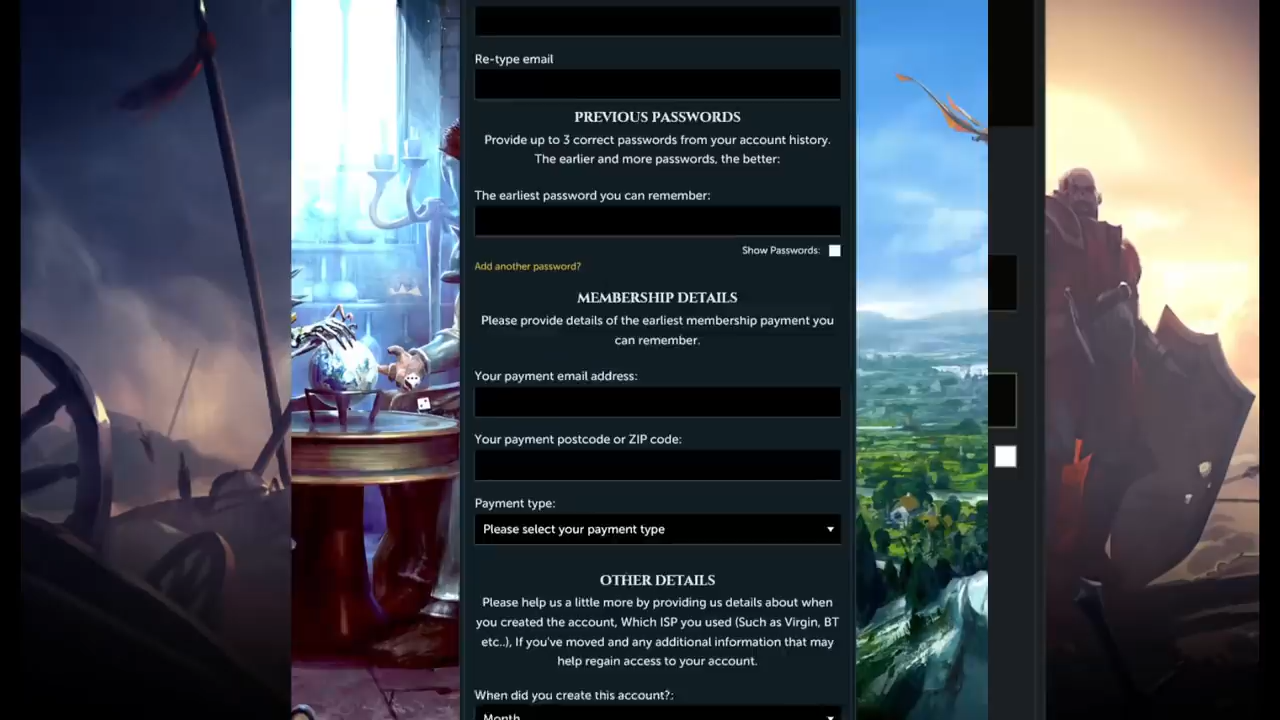 Re-type email
PREVIOUS PASSWORDS
Provide up to 3 correct passwords from your account history.
The earlier and more passwords, the better:
The earliest password you can remember:
Show Passwords:
Add another password?
MEMBERSHIP DETAILS
Please provide details of the earliest membership payment you
can remember.
Your payment email address:
Your payment postcode or ZIP code:
Payment type:
Please select your payment type
OTHER DETAILS
Please help us a little more by providing us details about when
you created the account, Which ISP you used (Such as Virgin, BT
etc..), If you've moved and any additional information that may
help regain access to your account.
When did you create this account?:
Month